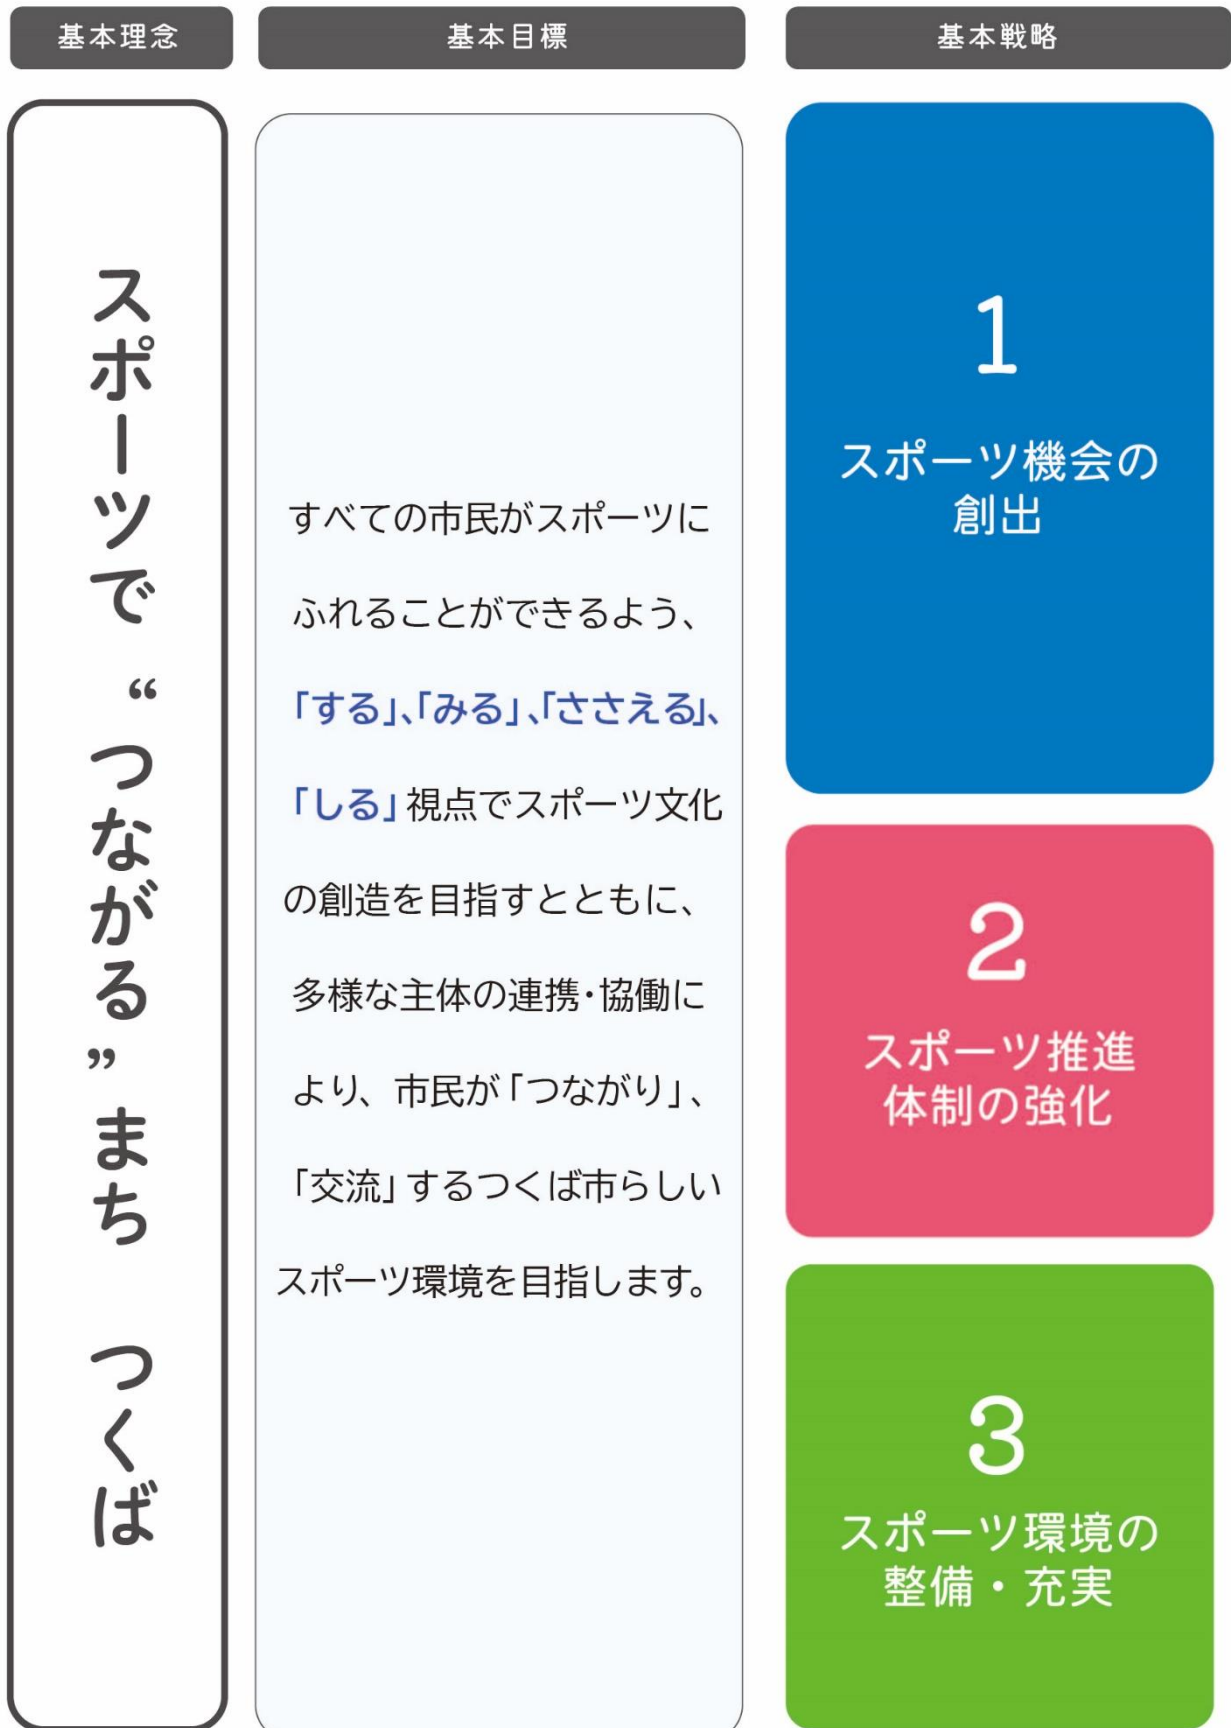 基本理念
基本目標
基本戦略
スポーツで“つながる”まち　つくば
すべての市民がスポーツに
ふれることができるよう、
「する」、「みる」、「ささえる」、
「しる」視点でスポーツ文化
の創造を目指すとともに、
多様な主体の連携・協働に
より、市民が「つながり」、
「交流」するつくば市らしい
スポーツ環境を目指します。
1
スポーツ機会の
創出
2
スポーツ推進
体制の強化
3
スポーツ環境の
整備・充実